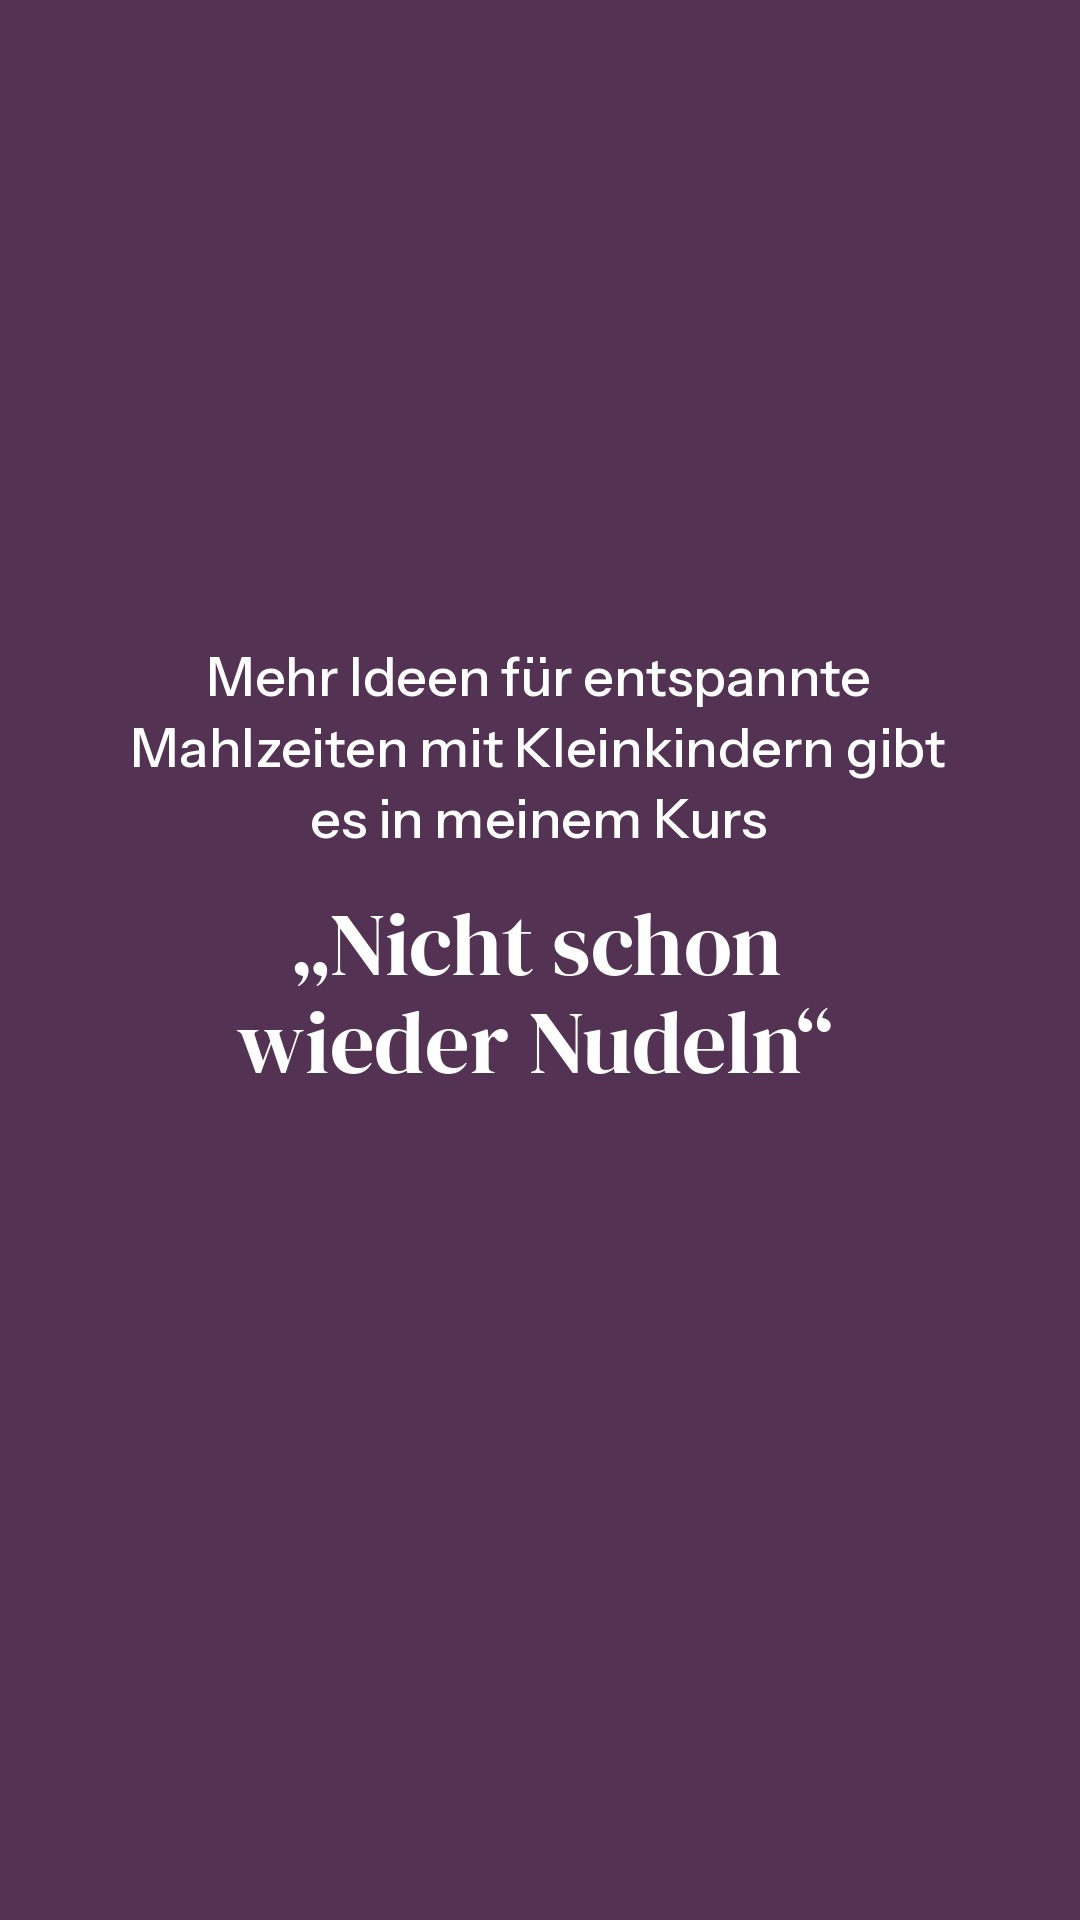 Mehr Ideen für entspannte
Mahlzeiten mit Kleinkindern gibt
es in meinem Kurs
„Nicht schon
wieder Nudeln“